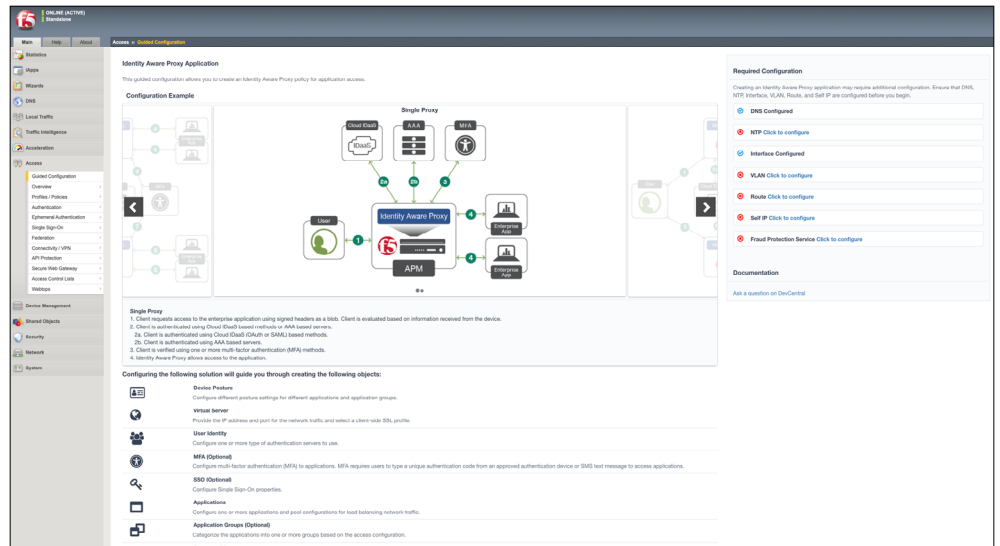 ONLINE (ACTIVE)
Standalone
f5
Main Help About
Access » Guided Configuration
Statistics
iApps
Wizards
DNS
Local Traffic
Traffic Intelligence
Acceleration
Access
Guided Configuration
Overview
Profiles / Policies
Authentication
Ephemeral Authentication
Single Sign-On
Federation
Connectivity / VPN
API Protection
Secure Web Gateway
Access Control Lists
Webtops
Device Management
Shared Objects
Security
Network
System
Identity Aware Proxy Application
This guided configuration allows you to create an Identity Aware Proxy policy for application access.
Configuration Example
Single Proxy
Cloud IDaaS
AAA
MFA
IDaaS
2a
2b
3
User
1
Identity Aware Proxy
f5
APM
4
Enterprise
App
4
Enterprise
App
Single Proxy
1. Client requests access to the enterprise application using signed headers as a blob. Client is evaluated based on information received from the device.
2. Client is authenticated using Cloud IDaaS based methods or AAA based servers.
2a. Client is authenticated using Cloud IDaaS (OAuth or SAML) based methods.
2b. Client is authenticated using AAA based servers.
3. Client is verified using one or more multi-factor authentication (MFA) methods.
4. Identity Aware Proxy allows access to the application.
Configuring the following solution will guide you through creating the following objects:
Device Posture
Configure different posture settings for different applications and application groups.
Virtual Server
Provide the IP address and port for the network traffic and select a client-side SSL profile.
User Identity
Configure one or more type of authentication servers to use.
MFA (Optional)
Configure multi-factor authentication (MFA) to applications. MFA requires users to type a unique authentication code from an approved authentication device or SMS text message to access applications.
SSO (Optional)
Configure Single Sign-On properties.
Applications
Configure one or more applications and pool configurations for load balancing network traffic.
Application Groups (Optional)
Categorize the applications into one or more groups based on the access configuration.
Required Configuration
Creating an Identity Aware Proxy application may require additional configuration. Ensure that DNS,
NTP, Interface, VLAN, Route, and Self IP are configured before you begin.
DNS Configured
NTP Click to configure
Interface Configured
VLAN Click to configure
Route Click to configure
Self IP Click to configure
Fraud Protection Service Click to configure
Documentation
Ask a question on DevCentral